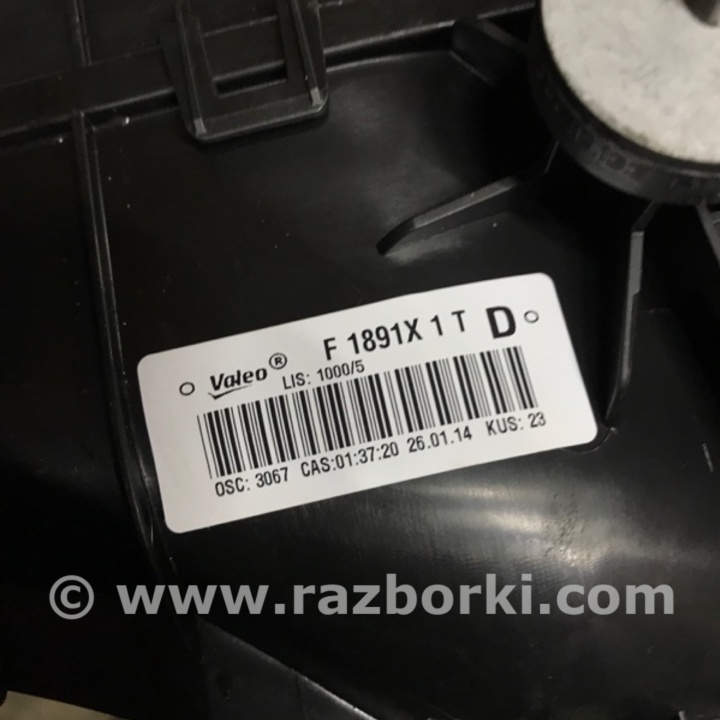 F 1891X 1 T D
Valeo®
LIS: 1000/5
OSC: 3067 CAS:01:37:20 26.01.14 KUS: 23
© www.razborki.com